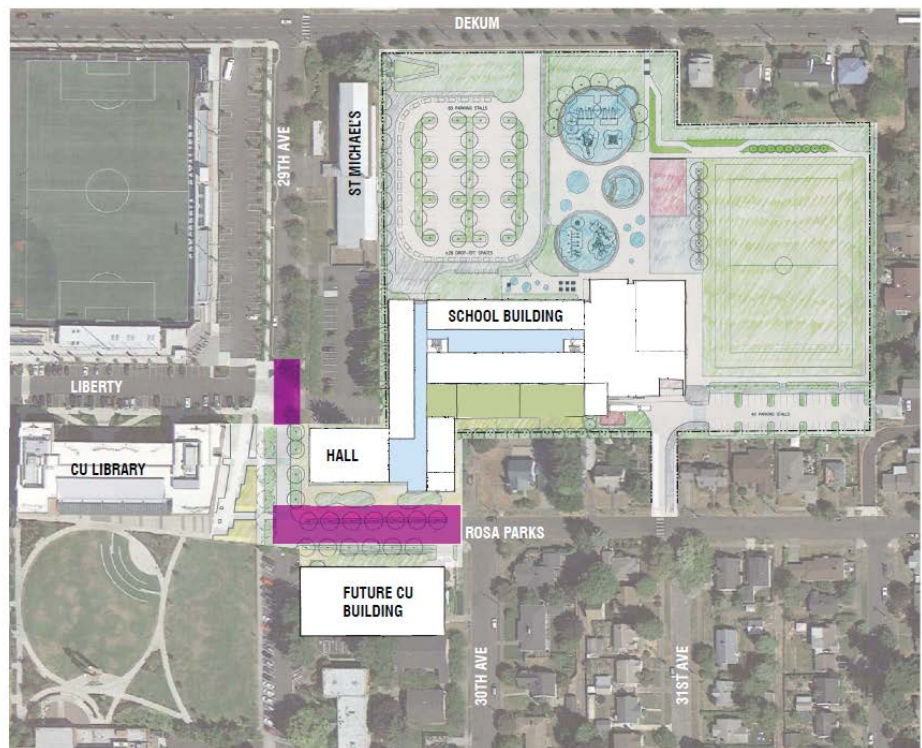 DEKUM
29TH AVE
ST MICHAEL'S
SCHOOL BUILDING
LIBERTY
CU LIBRARY
HALL
ROSA PARKS
FUTURE CU
BUILDING
30TH AVE
31ST AVE